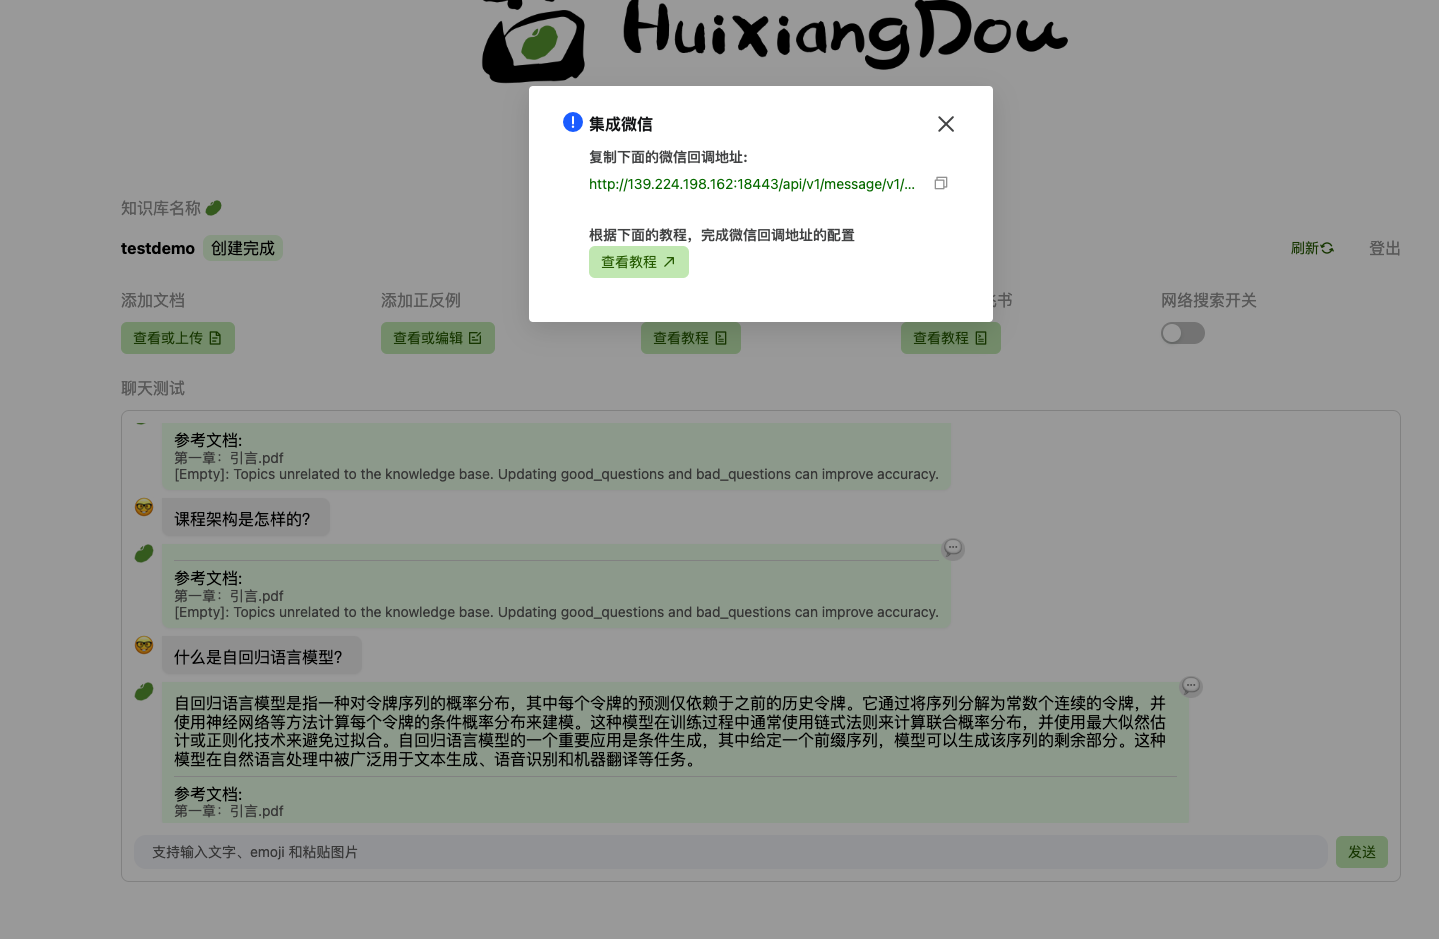 HuixiangDou
集成微信
复制下面的微信回调地址:
http://139.224.198.162:18443/api/v1/message/v1/...
根据下面的教程，完成微信回调地址的配置
查看教程
知识库名称
testdemo 创建完成
刷新 登出
添加文档 添加正反例 书 网络搜索开关
查看或上传 查看或编辑 查看教程 查看教程
聊天测试
参考文档:
第一章：引言.pdf
[Empty]: Topics unrelated to the knowledge base. Updating good_questions and bad_questions can improve accuracy.
课程架构是怎样的?
参考文档:
第一章：引言.pdf
[Empty]: Topics unrelated to the knowledge base. Updating good_questions and bad_questions can improve accuracy.
什么是自回归语言模型?
自回归语言模型是指一种对令牌序列的概率分布，其中每个令牌的预测仅依赖于之前的历史令牌。它通过将序列分解为常数个连续的令牌，并
使用神经网络等方法计算每个令牌的条件概率分布来建模。这种模型在训练过程中通常使用链式法则来计算联合概率分布，并使用最大似然估
计或正则化技术来避免过拟合。自回归语言模型的一个重要应用是条件生成，其中给定一个前缀序列，模型可以生成该序列的剩余部分。这种
模型在自然语言处理中被广泛用于文本生成、语音识别和机器翻译等任务。
参考文档:
第一章：引言.pdf
支持输入文字、emoji 和粘贴图片
发送